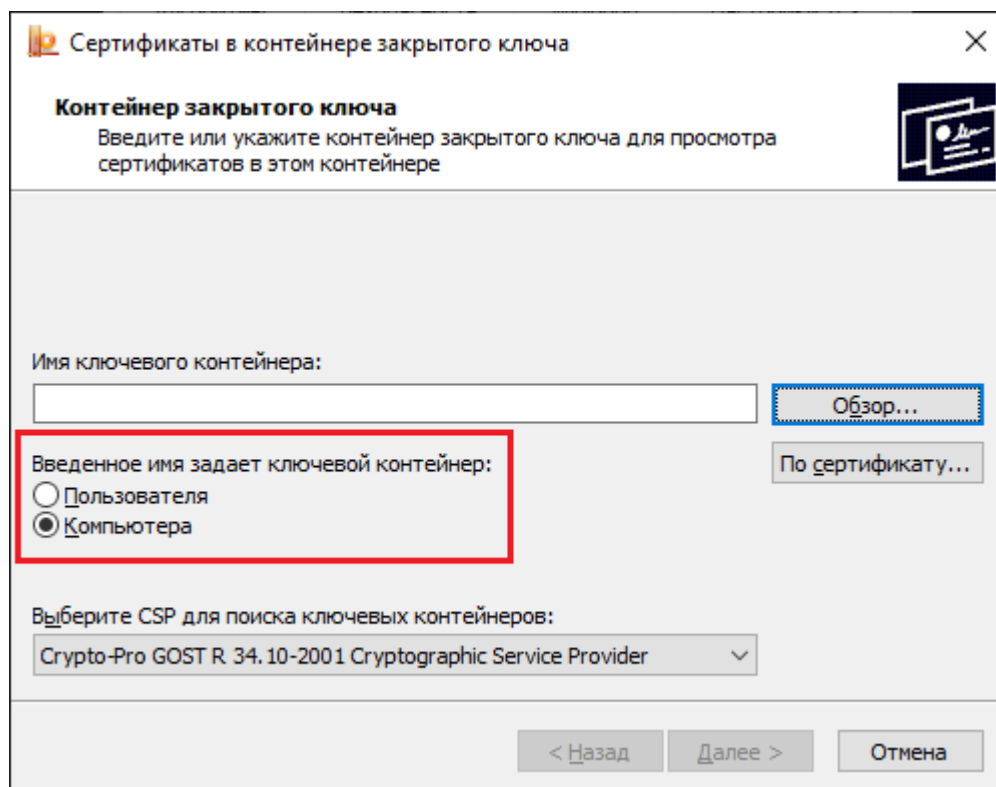 Сертификаты в контейнере закрытого ключа
Контейнер закрытого ключа
Введите или укажите контейнер закрытого ключа для просмотра
сертификатов в этом контейнере
Имя ключевого контейнера:
Обзор...
Введенное имя задает ключевой контейнер:
По сертификату...
Пользователя
Компьютера
Выберите CSP для поиска ключевых контейнеров:
Crypto-Pro GOST R 34.10-2001 Cryptographic Service Provider
< Назад
Далее >
Отмена